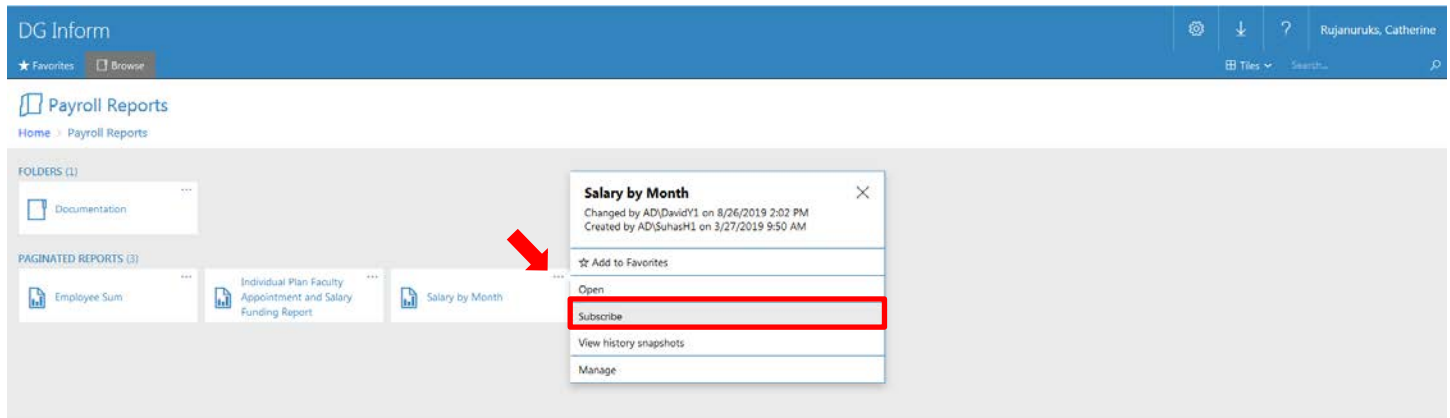 DG Inform
Rujanuruks, Catherine
Favorites Browse
Tiles Search...
Payroll Reports
Home > Payroll Reports
FOLDERS (1)
Documentation
PAGINATED REPORTS (3)
Employee Sum
Individual Plan Faculty
Appointment and Salary
Funding Report
Salary by Month
Salary by Month
Changed by AD\DavidY1 on 8/26/2019 2:02 PM
Created by AD\SuhasH1 on 3/27/2019 9:50 AM
Add to Favorites
Open
Subscribe
View history snapshots
Manage